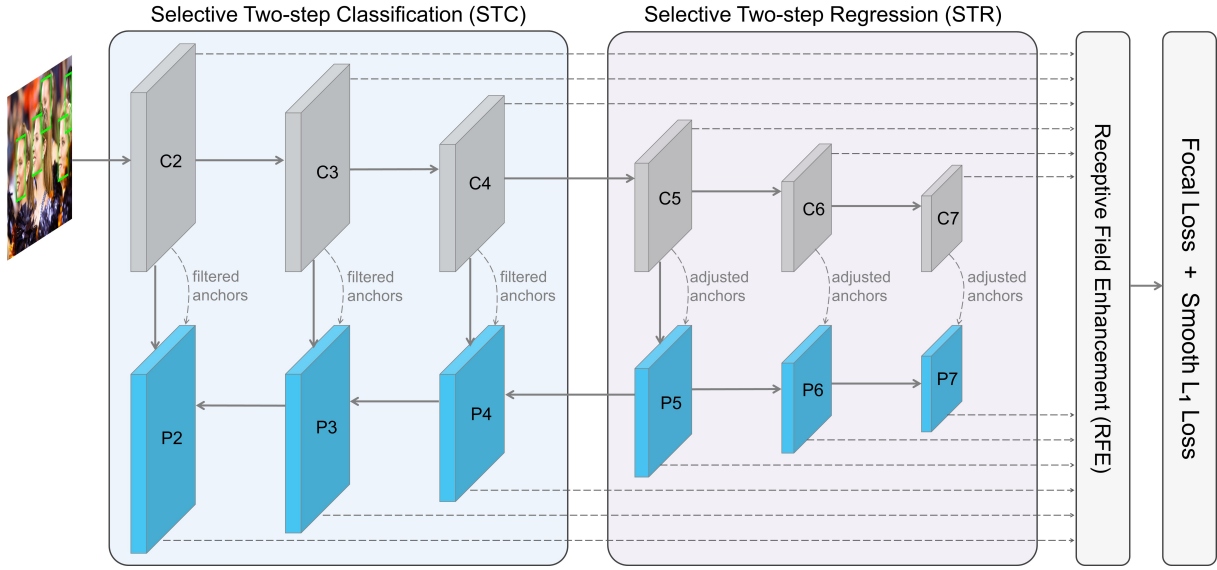 Selective Two-step Classification (STC)
Selective Two-step Regression (STR)
C2
C3
C4
C5
C6
C7
filtered
anchors
filtered
anchors
filtered
anchors
adjusted
anchors
adjusted
anchors
adjusted
anchors
P2
P3
P4
P5
P6
P7
Receptive Field Enhancement (RFE)
Focal Loss + Smooth L₁ Loss